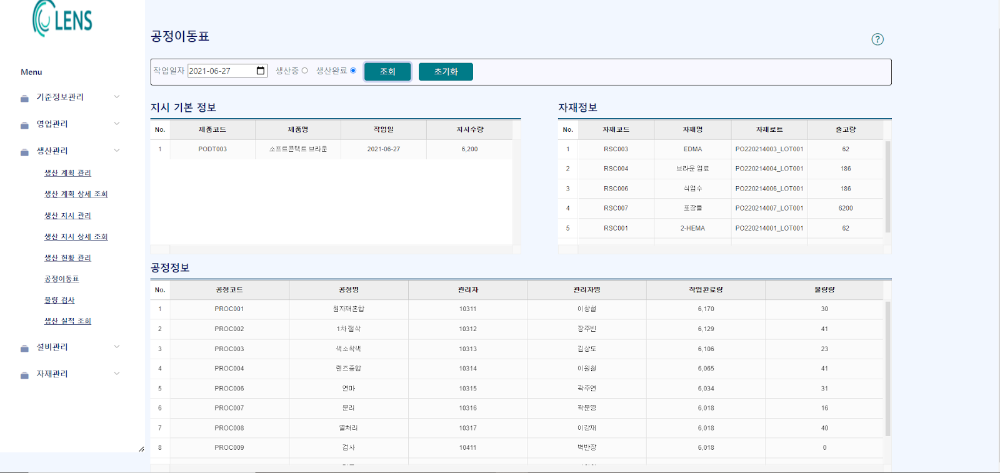 LENS
공정이동표
?
작업일자 2021-06-27 생산중 생산완료 조회 초기화
Menu
기준정보관리
영업관리
생산관리
생산 계획 관리
생산 계획 상세 조회
생산 지시 관리
생산 지시 상세 조회
생산 현황 관리
공정이동표
불량 검사
생산 실적 조회
설비관리
자재관리
지시 기본 정보
No. 제품코드 제품명 작업일 지시수량
1 PODT003 소프트콘택트 브라운 2021-06-27 6,200
자재정보
No. 자재코드 자재명 자재로트 출고량
1 RSC003 EDMA PO220214003_LOT001 62
2 RSC004 브라운 염료 PO220214004_LOT001 186
3 RSC006 식염수 PO220214006_LOT001 186
4 RSC007 포장틀 PO220214007_LOT001 6200
5 RSC001 2-HEMA PO220214001_LOT001 62
공정정보
No. 공정코드 공정명 관리자 관리자명 작업완료량 불량량
1 PROC001 원자재혼합 10311 이창철 6,170 30
2 PROC002 1차절삭 10312 장주빈 6,129 41
3 PROC003 색소착색 10313 김상도 6,106 23
4 PROC004 렌즈중합 10314 이원철 6,065 41
5 PROC006 연마 10315 곽주연 6,034 31
6 PROC007 분리 10316 곽문영 6,018 16
7 PROC008 열처리 10317 이강재 6,018 40
8 PROC009 검사 10411 벽반장 6,018 0